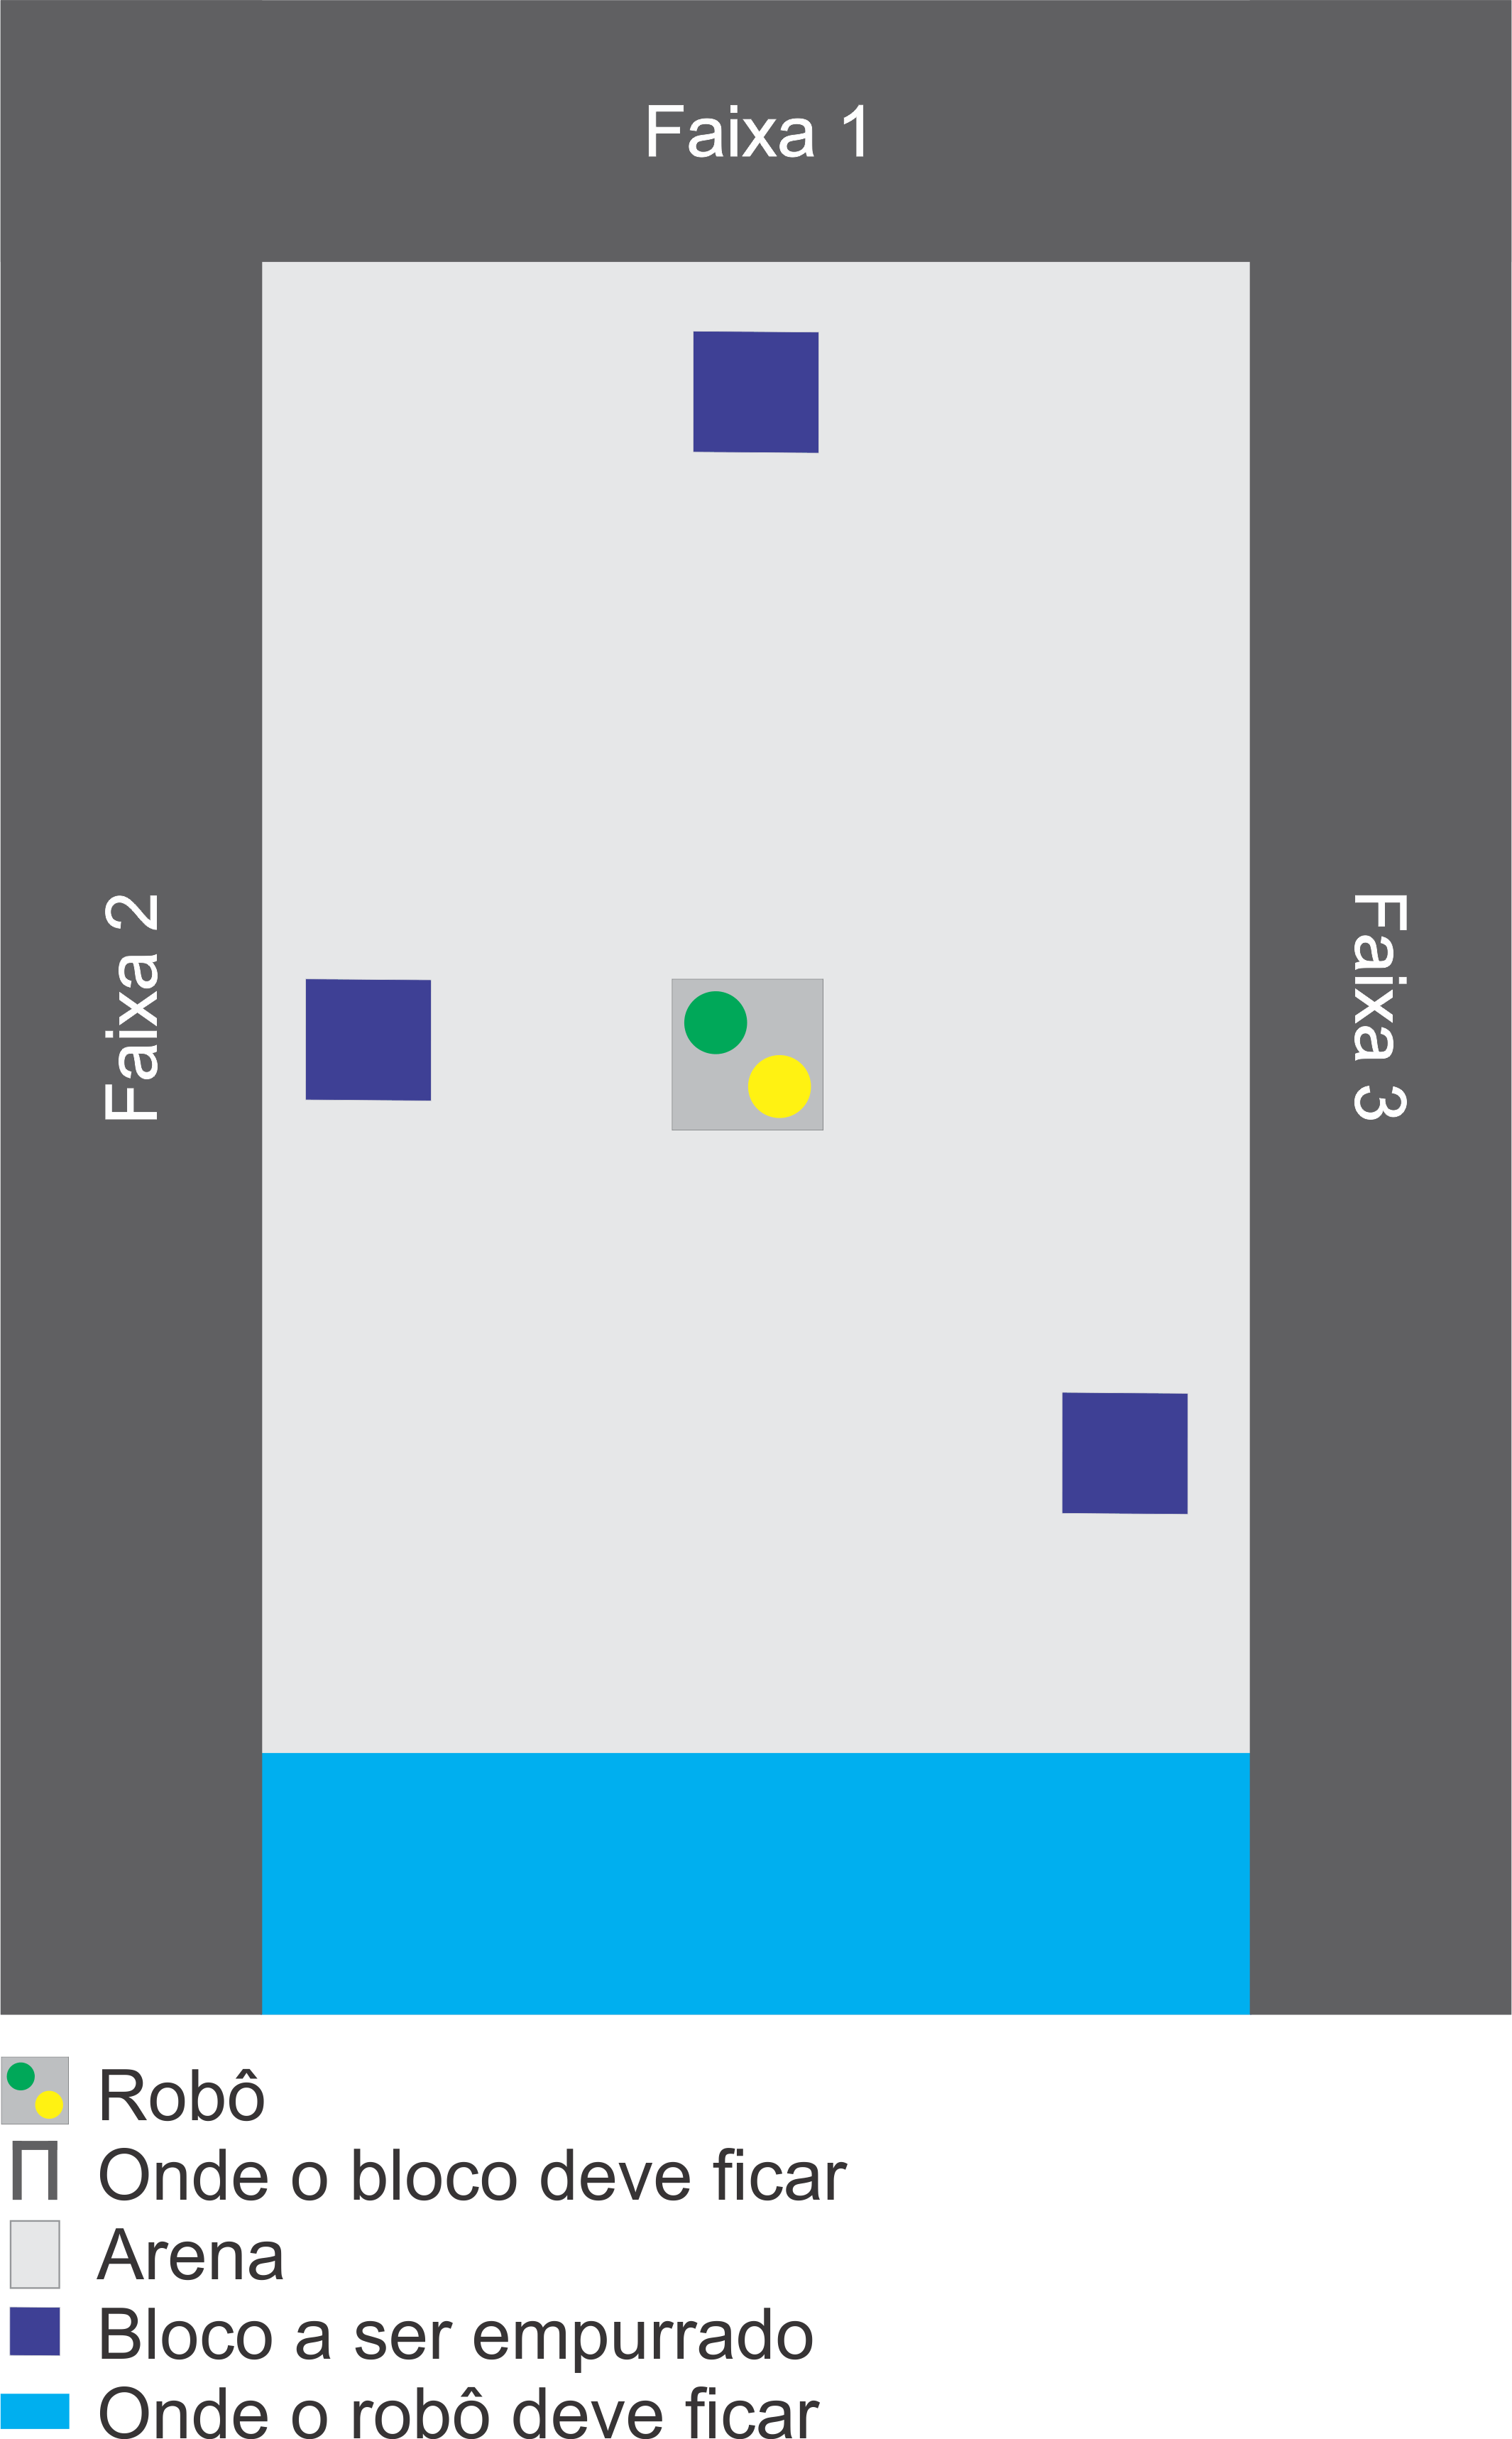 Faixa 1
Faixa 2
Faixa 3
Robô
Onde o bloco deve ficar
Arena
Bloco a ser empurrado
Onde o robô deve ficar